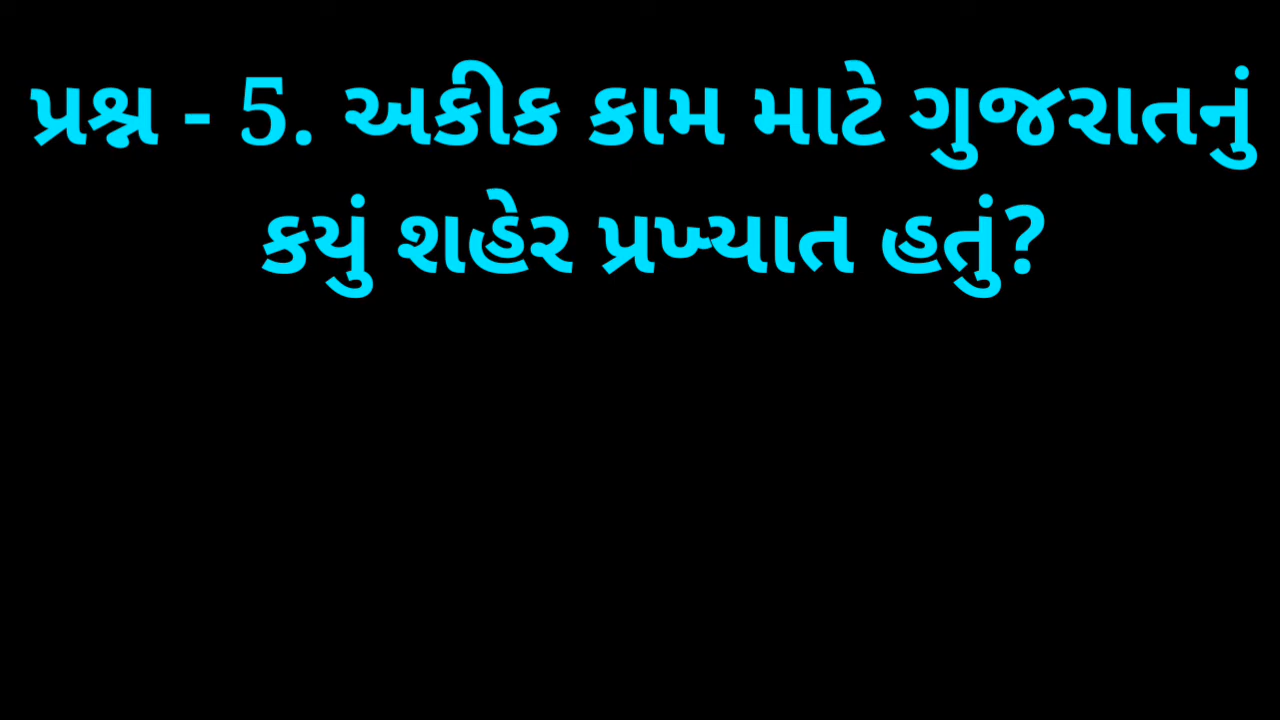 પ્રશ્ન - 5. અકીક કામ માટે ગુજરાતનું
કયું શહેર પ્રખ્યાત હતું?